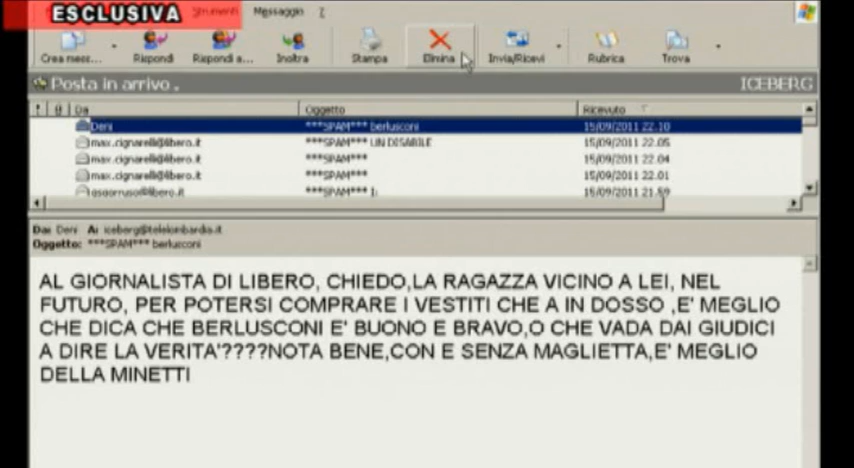 ESCLUSIVA
Strumenti Messaggio ?
Crea mess... Rispondi Rispondi a... Inoltra Stampa Elimina Invia/Ricevi Rubrica Trova
Posta in arrivo . ICEBERG
! Da Oggetto Ricevuto
Deni ***SPAM*** berlusconi 15/09/2011 22.10
max.cignarelli@libero.it ***SPAM*** UN DISABILE 15/09/2011 22.05
max.cignarelli@libero.it ***SPAM*** 15/09/2011 22.04
max.cignarelli@libero.it ***SPAM*** 15/09/2011 22.01
***SPAM*** 15/09/2011 21.59
Da: Deni A: iceberg@telelombardia.it
Oggetto: ***SPAM*** berlusconi
AL GIORNALISTA DI LIBERO, CHIEDO,LA RAGAZZA VICINO A LEI, NEL
FUTURO, PER POTERSI COMPRARE I VESTITI CHE A IN DOSSO ,E' MEGLIO
CHE DICA CHE BERLUSCONI E' BUONO E BRAVO,O CHE VADA DAI GIUDICI
A DIRE LA VERITA'????NOTA BENE,CON E SENZA MAGLIETTA,E' MEGLIO
DELLA MINETTI